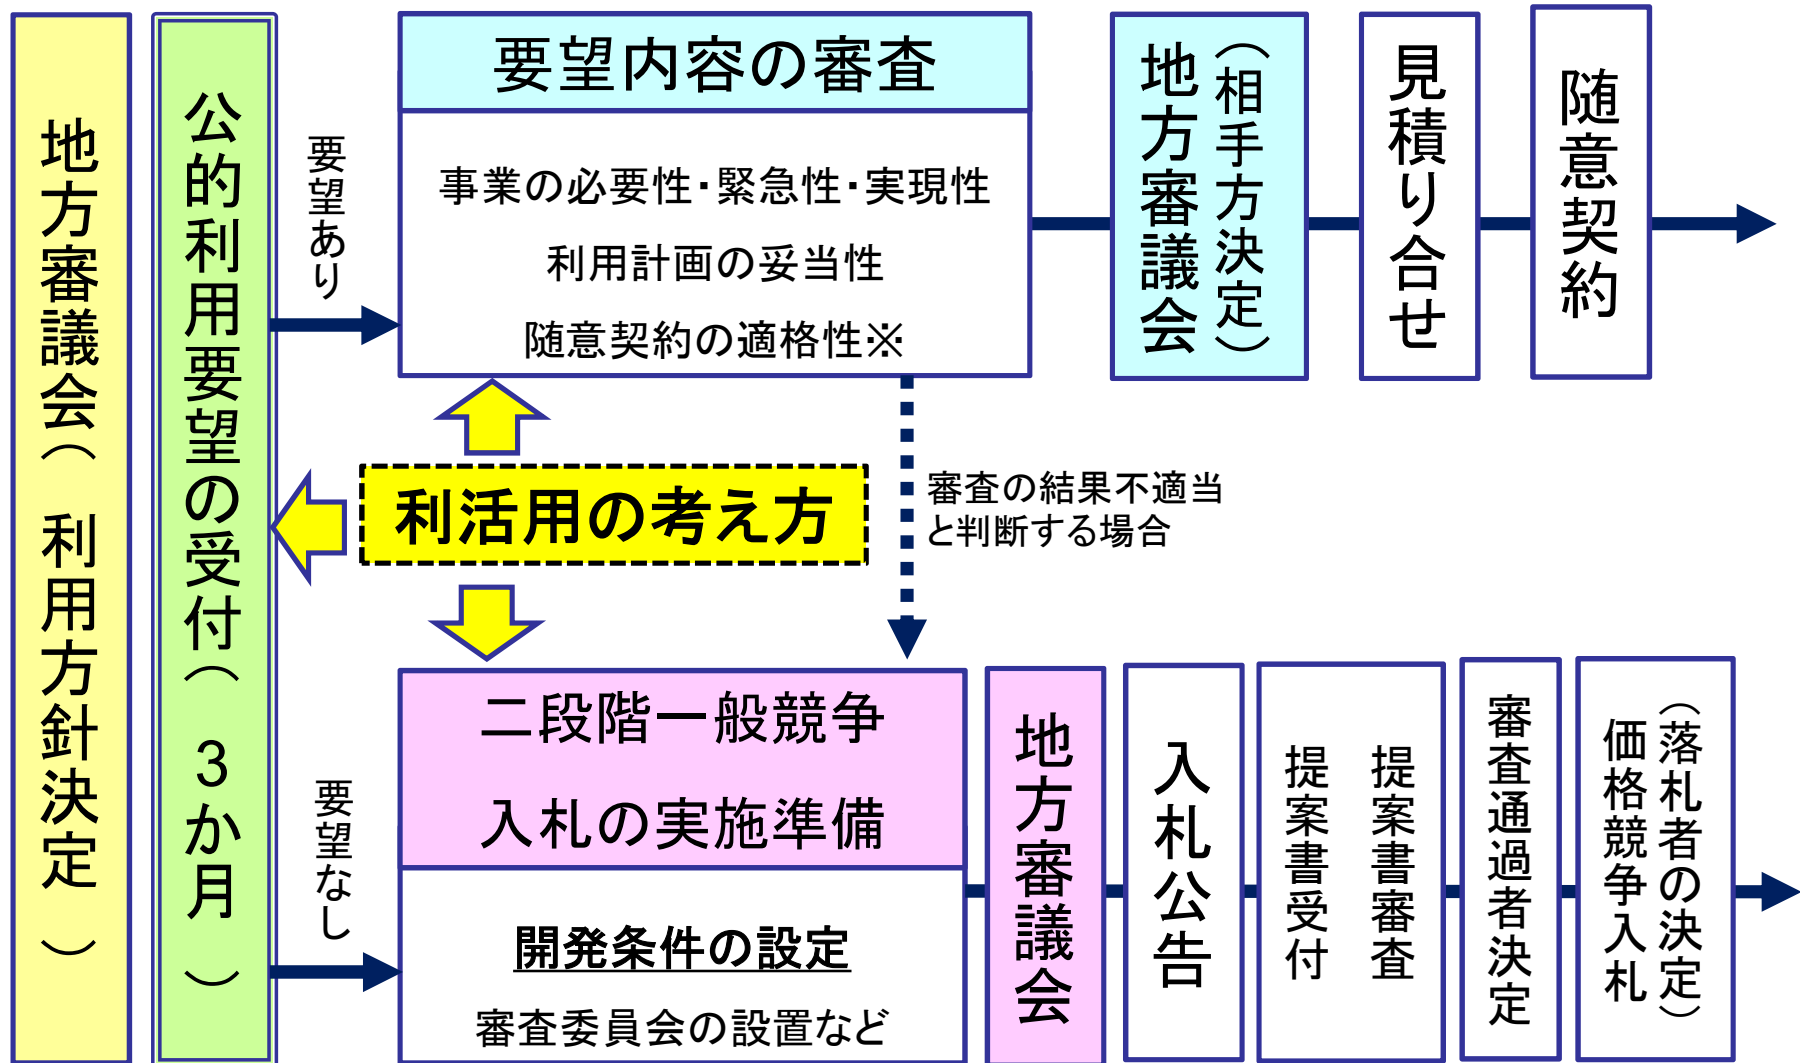 地方審議会（　利用方針決定　）
公的利用要望の受付（　3か月　）
要望あり
要望内容の審査
事業の必要性・緊急性・実現性
利用計画の妥当性
随意契約の適格性※
地方審議会
（相手方決定）
見積り合せ
随意契約
利活用の考え方
審査の結果不適当
と判断する場合
要望なし
二段階一般競争
入札の実施準備
開発条件の設定
審査委員会の設置など
地方審議会
入札公告
提案書受付
提案書審査
審査通過者決定
価格競争入札
（落札者の決定）